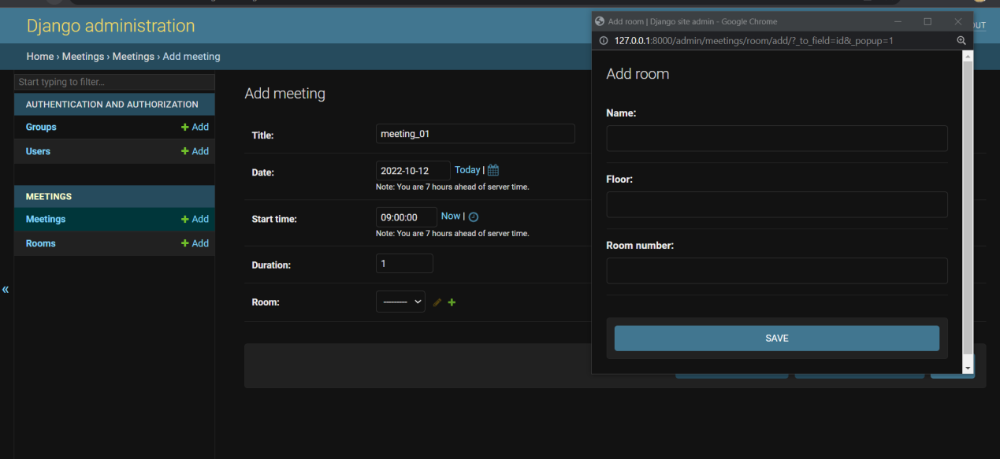 Django administration
Home › Meetings › Meetings › Add meeting
Start typing to filter...
AUTHENTICATION AND AUTHORIZATION
Groups + Add
Users + Add
MEETINGS
Meetings + Add
Rooms + Add
«
Add meeting
Title: meeting_01
Date: 2022-10-12 Today |
Note: You are 7 hours ahead of server time.
Start time: 09:00:00 Now |
Note: You are 7 hours ahead of server time.
Duration: 1
Room: ---------
Add room | Django site admin - Google Chrome
127.0.0.1:8000/admin/meetings/room/add/?_to_field=id&_popup=1
Add room
Name:
Floor:
Room number:
SAVE